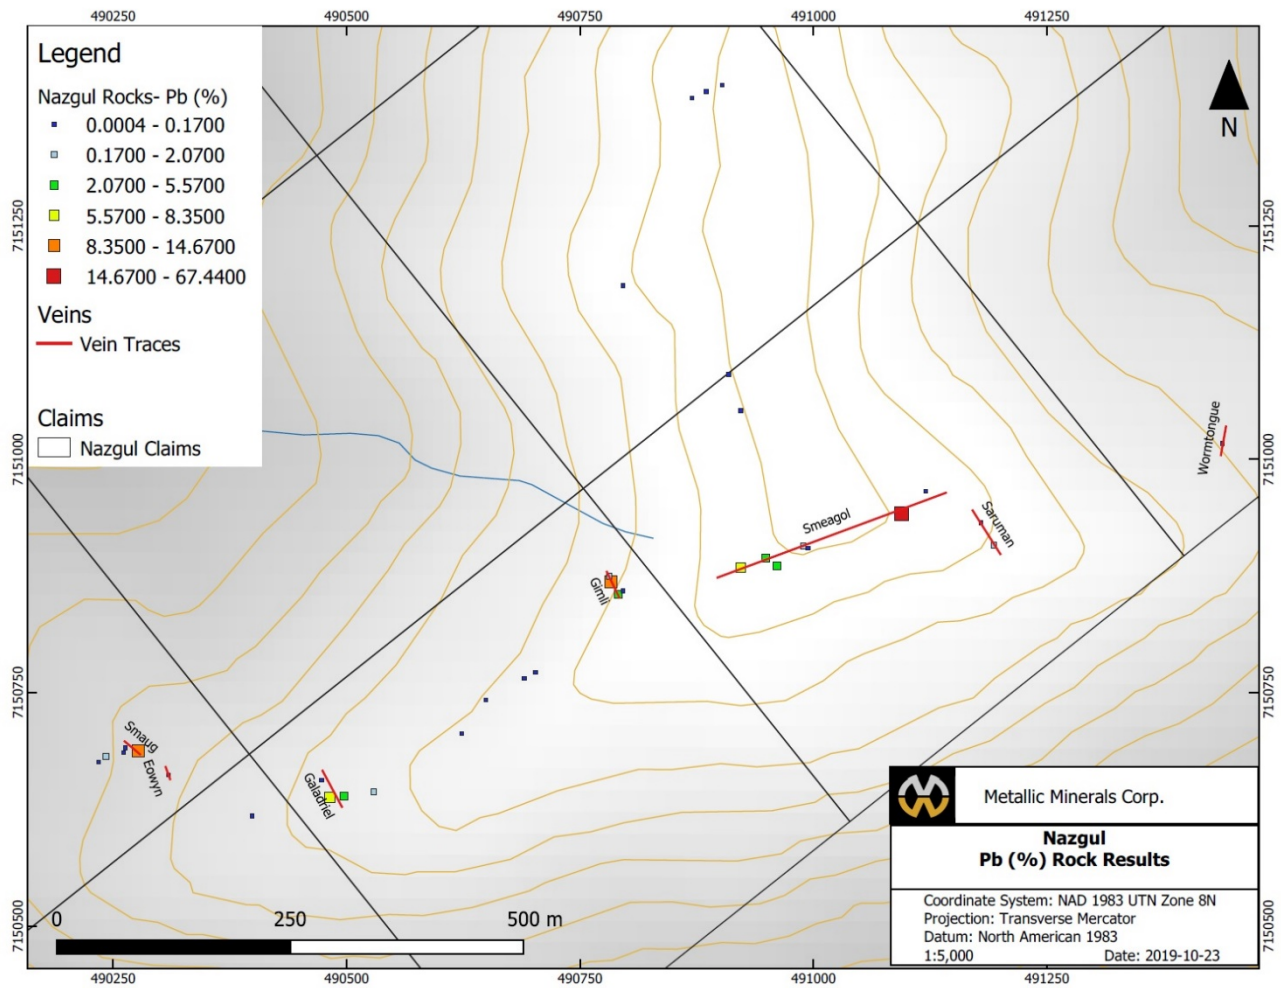 490250 490500 490750 491000 491250
Legend
Nazgul Rocks- Pb (%)
0.0004 - 0.1700
0.1700 - 2.0700
2.0700 - 5.5700
5.5700 - 8.3500
8.3500 - 14.6700
14.6700 - 67.4400
Veins
Vein Traces
Claims
Nazgul Claims
N
7151250
7151250
7151000
7151000
Wormtongue
Smeagol
Saruman
Gimli
7150750
7150750
Smaug
Eowyn
Galadriel
7150500
7150500
0 250 500 m
Metallic Minerals Corp.
Nazgul
Pb (%) Rock Results
Coordinate System: NAD 1983 UTN Zone 8N
Projection: Transverse Mercator
Datum: North American 1983
1:5,000 Date: 2019-10-23
490250 490500 490750 491000 491250